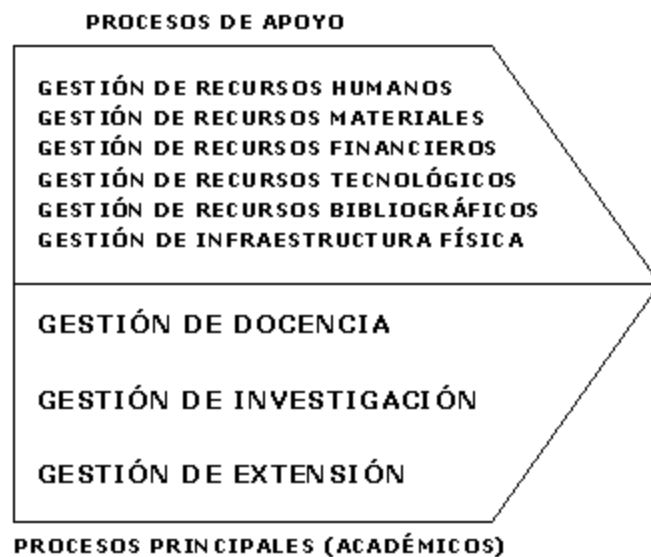 PROCESOS DE APOYO
GESTIÓN DE RECURSOS HUMANOS
GESTIÓN DE RECURSOS MATERIALES
GESTIÓN DE RECURSOS FINANCIEROS
GESTIÓN DE RECURSOS TECNOLÓGICOS
GESTIÓN DE RECURSOS BIBLIOGRÁFICOS
GESTIÓN DE INFRAESTRUCTURA FÍSICA
GESTIÓN DE DOCENCIA
GESTIÓN DE INVESTIGACIÓN
GESTIÓN DE EXTENSIÓN
PROCESOS PRINCIPALES (ACADÉMICOS)